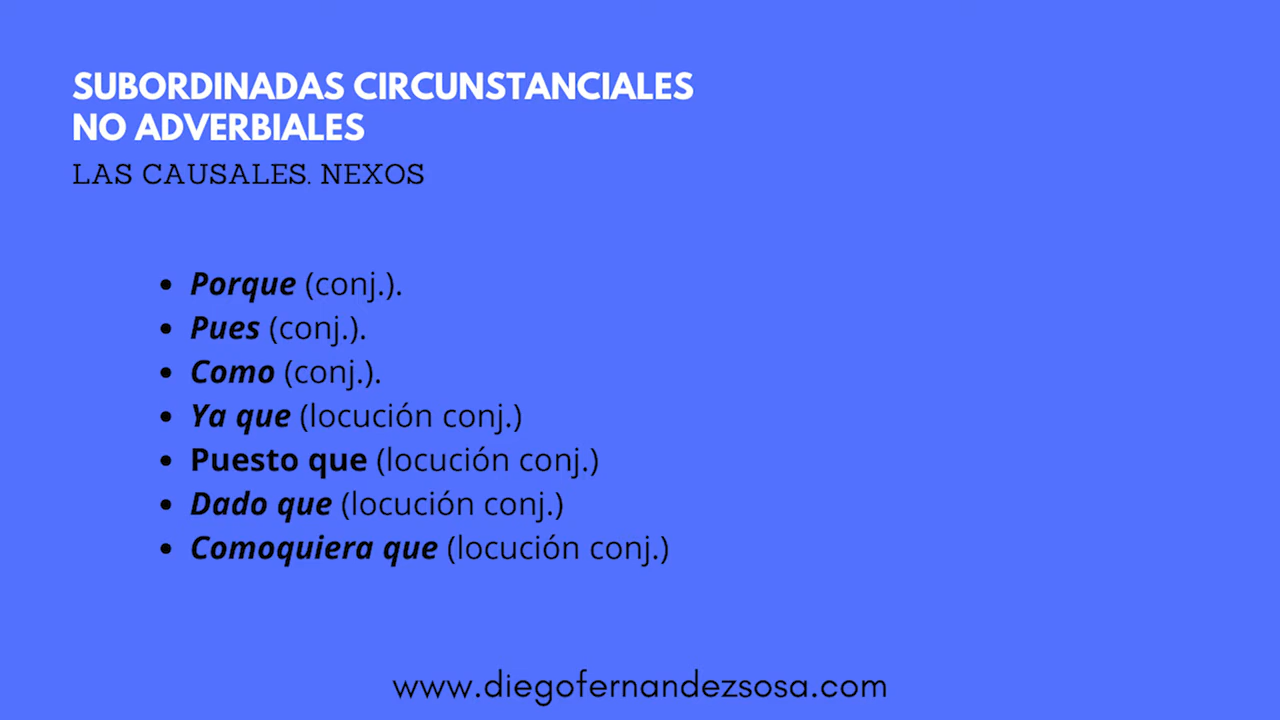 SUBORDINADAS CIRCUNSTANCIALES
NO ADVERBIALES
LAS CAUSALES. NEXOS
• Porque (conj.).
• Pues (conj.).
• Como (conj.).
• Ya que (locución conj.)
• Puesto que (locución conj.)
• Dado que (locución conj.)
• Comoquiera que (locución conj.)
www.diegofernandezsosa.com